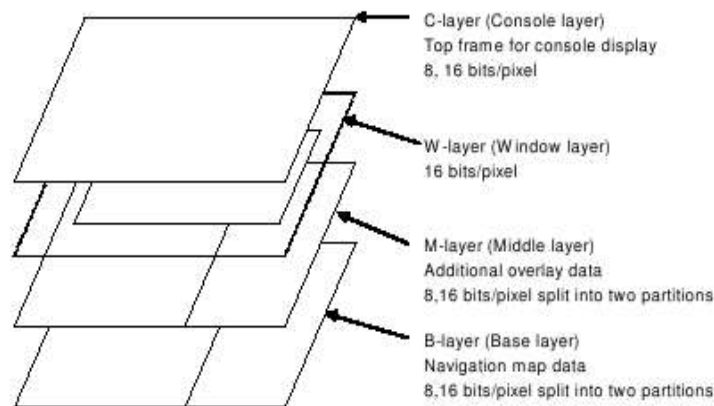 C-layer (Console layer)
Top frame for console display
8, 16 bits/pixel
W-layer (Window layer)
16 bits/pixel
M-layer (Middle layer)
Additional overlay data
8,16 bits/pixel split into two partitions
B-layer (Base layer)
Navigation map data
8,16 bits/pixel split into two partitions